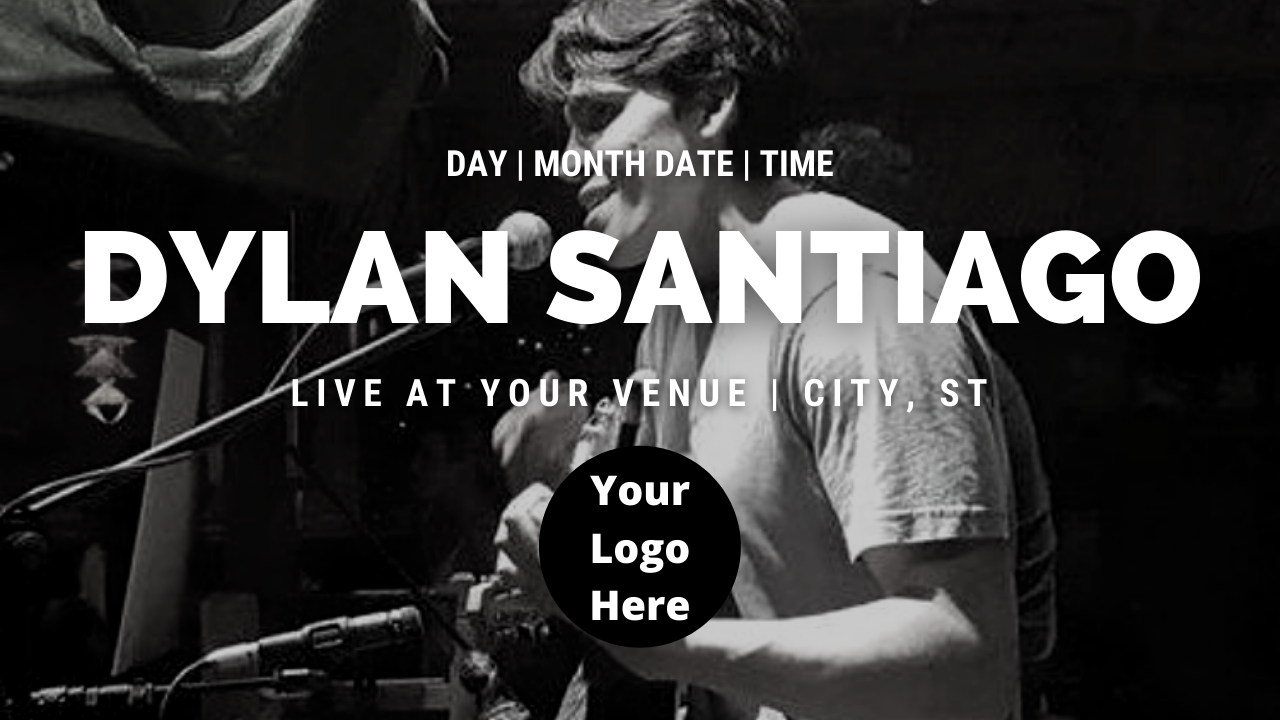 DAY | MONTH DATE | TIME
DYLAN SANTIAGO
LIVE AT YOUR VENUE | CITY, ST
Your
Logo
Here